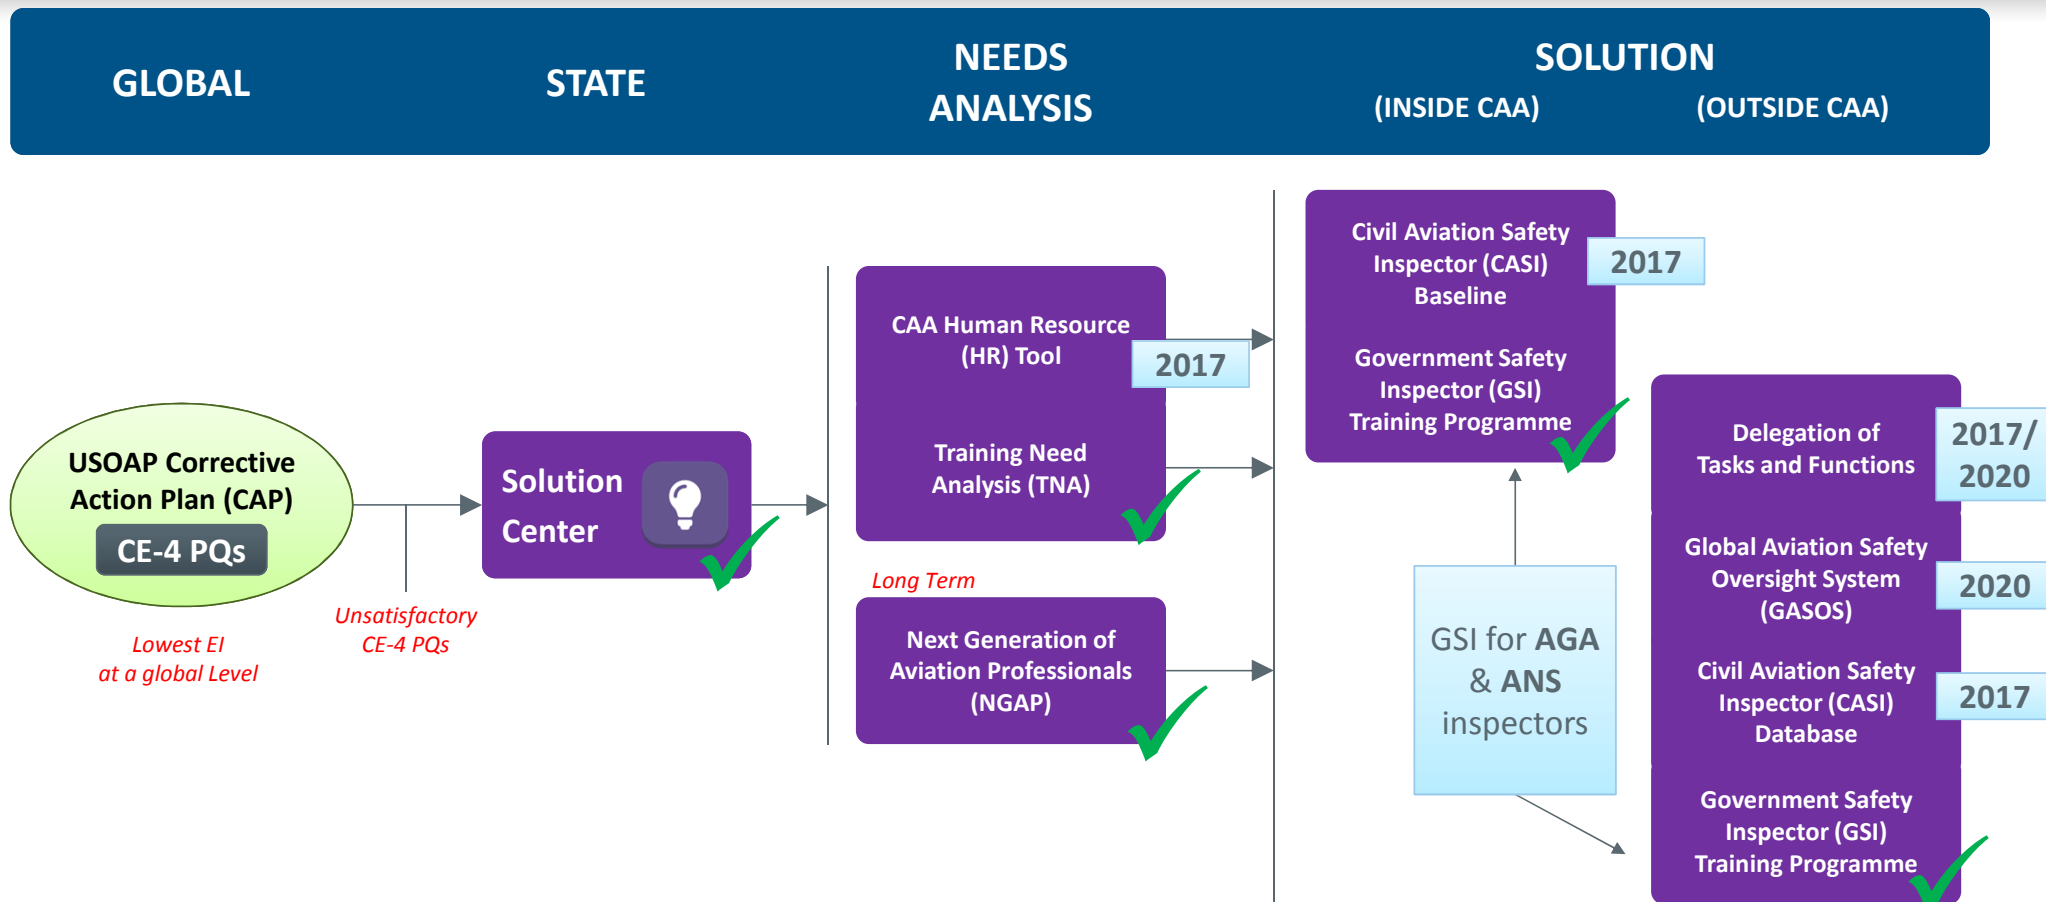 GLOBAL
STATE
NEEDS
ANALYSIS
SOLUTION
(INSIDE CAA)
(OUTSIDE CAA)
USOAP Corrective
Action Plan (CAP)
CE-4 PQs
Lowest EI
at a global Level
Unsatisfactory
CE-4 PQs
Solution
Center
CAA Human Resource
(HR) Tool
2017
Training Need
Analysis (TNA)
Long Term
Next Generation of
Aviation Professionals
(NGAP)
Civil Aviation Safety
Inspector (CASI)
Baseline
2017
Government Safety
Inspector (GSI)
Training Programme
GSI for AGA
& ANS
inspectors
Delegation of
Tasks and Functions
2017/
2020
Global Aviation Safety
Oversight System
(GASOS)
2020
Civil Aviation Safety
Inspector (CASI)
Database
2017
Government Safety
Inspector (GSI)
Training Programme